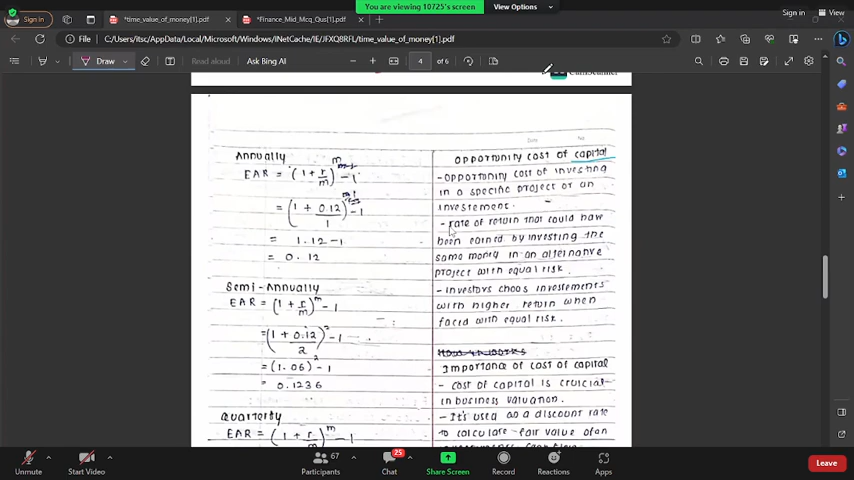 You are viewing 10725's screen
View Options
Sign in
*time_value_of_money[1].pdf
*Finance_Mid_Mcq_Qus[1].pdf
Sign in
View
File
C:/Users/itsc/AppData/Local/Microsoft/Windows/INetCache/IE/JFXQ8RFL/time_value_of_money[1].pdf
Draw
Read aloud
Ask Bing AI
4
of 6
CamScanner
Annually
EAR = (1 + r/m)^m - 1
= (1 + 0.12/1) - 1
= 1.12 - 1
= 0.12
Semi-Annually
EAR = (1 + r/m)^m - 1
= (1 + 0.12/2)^2 - 1
= (1.06)^2 - 1
= 0.1236
Quarterly
EAR = (1 + r/m)^m - 1
Date
No
opportunity cost of capital
- opportunity cost of investing
in a specific project or an
investement.
- rate of return that could have
been earned by investing the
same money in an alternative
project with equal risk.
- Investors choos investements
with higher return when
faced with equal risk.
Importance of cost of capital
- cost of capital is crucial
in business valuation.
- It's used as a discount rate
to calculate fair value of an
Unmute
Start Video
67
Participants
25
Chat
Share Screen
Record
Reactions
Apps
Leave